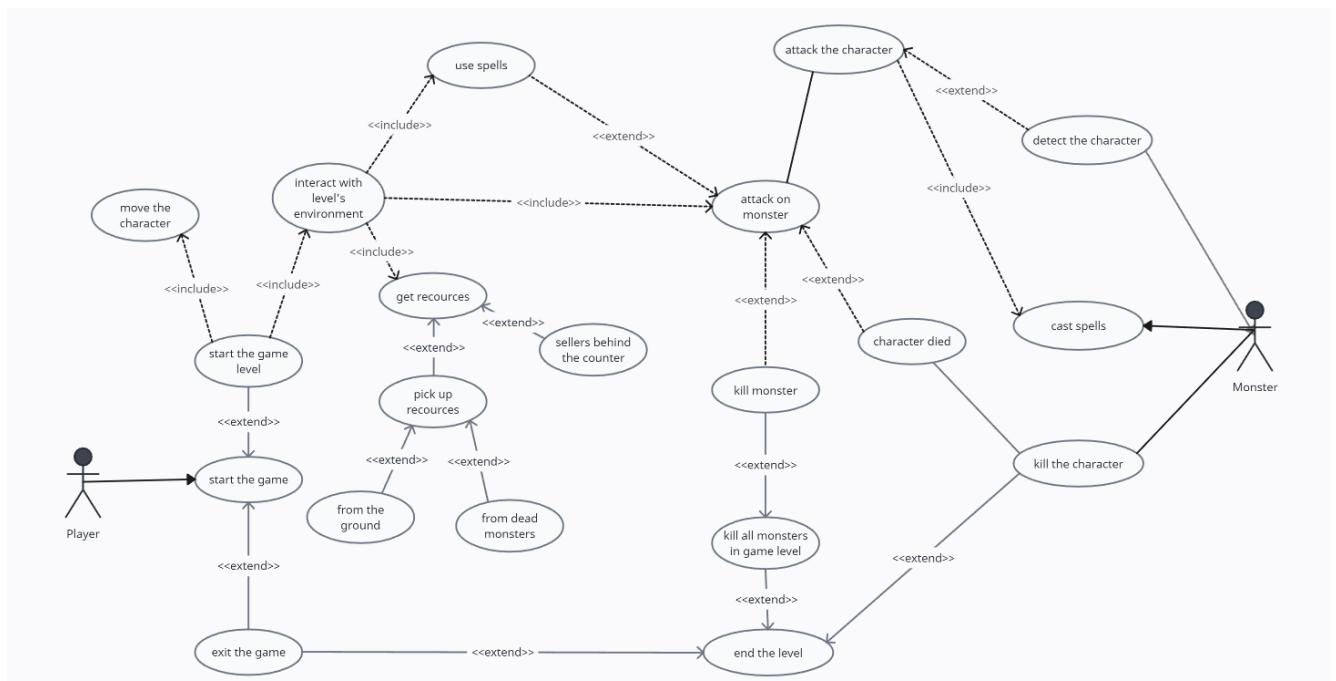 attack the character
use spells
<<extend>>
<<include>>
<<extend>>
detect the character
interact with
level's
environment
<<include>>
attack on
monster
<<include>>
move the
character
<<include>>
<<include>>
<<include>>
get recources
<<extend>>
<<extend>>
<<extend>>
cast spells
sellers behind
the counter
character died
<<extend>>
start the game
level
Monster
kill monster
pick up
recources
<<extend>>
<<extend>>
<<extend>>
<<extend>>
kill the character
start the game
Player
from the
ground
from dead
monsters
kill all monsters
in game level
<<extend>>
<<extend>>
<<extend>>
exit the game
<<extend>>
end the level